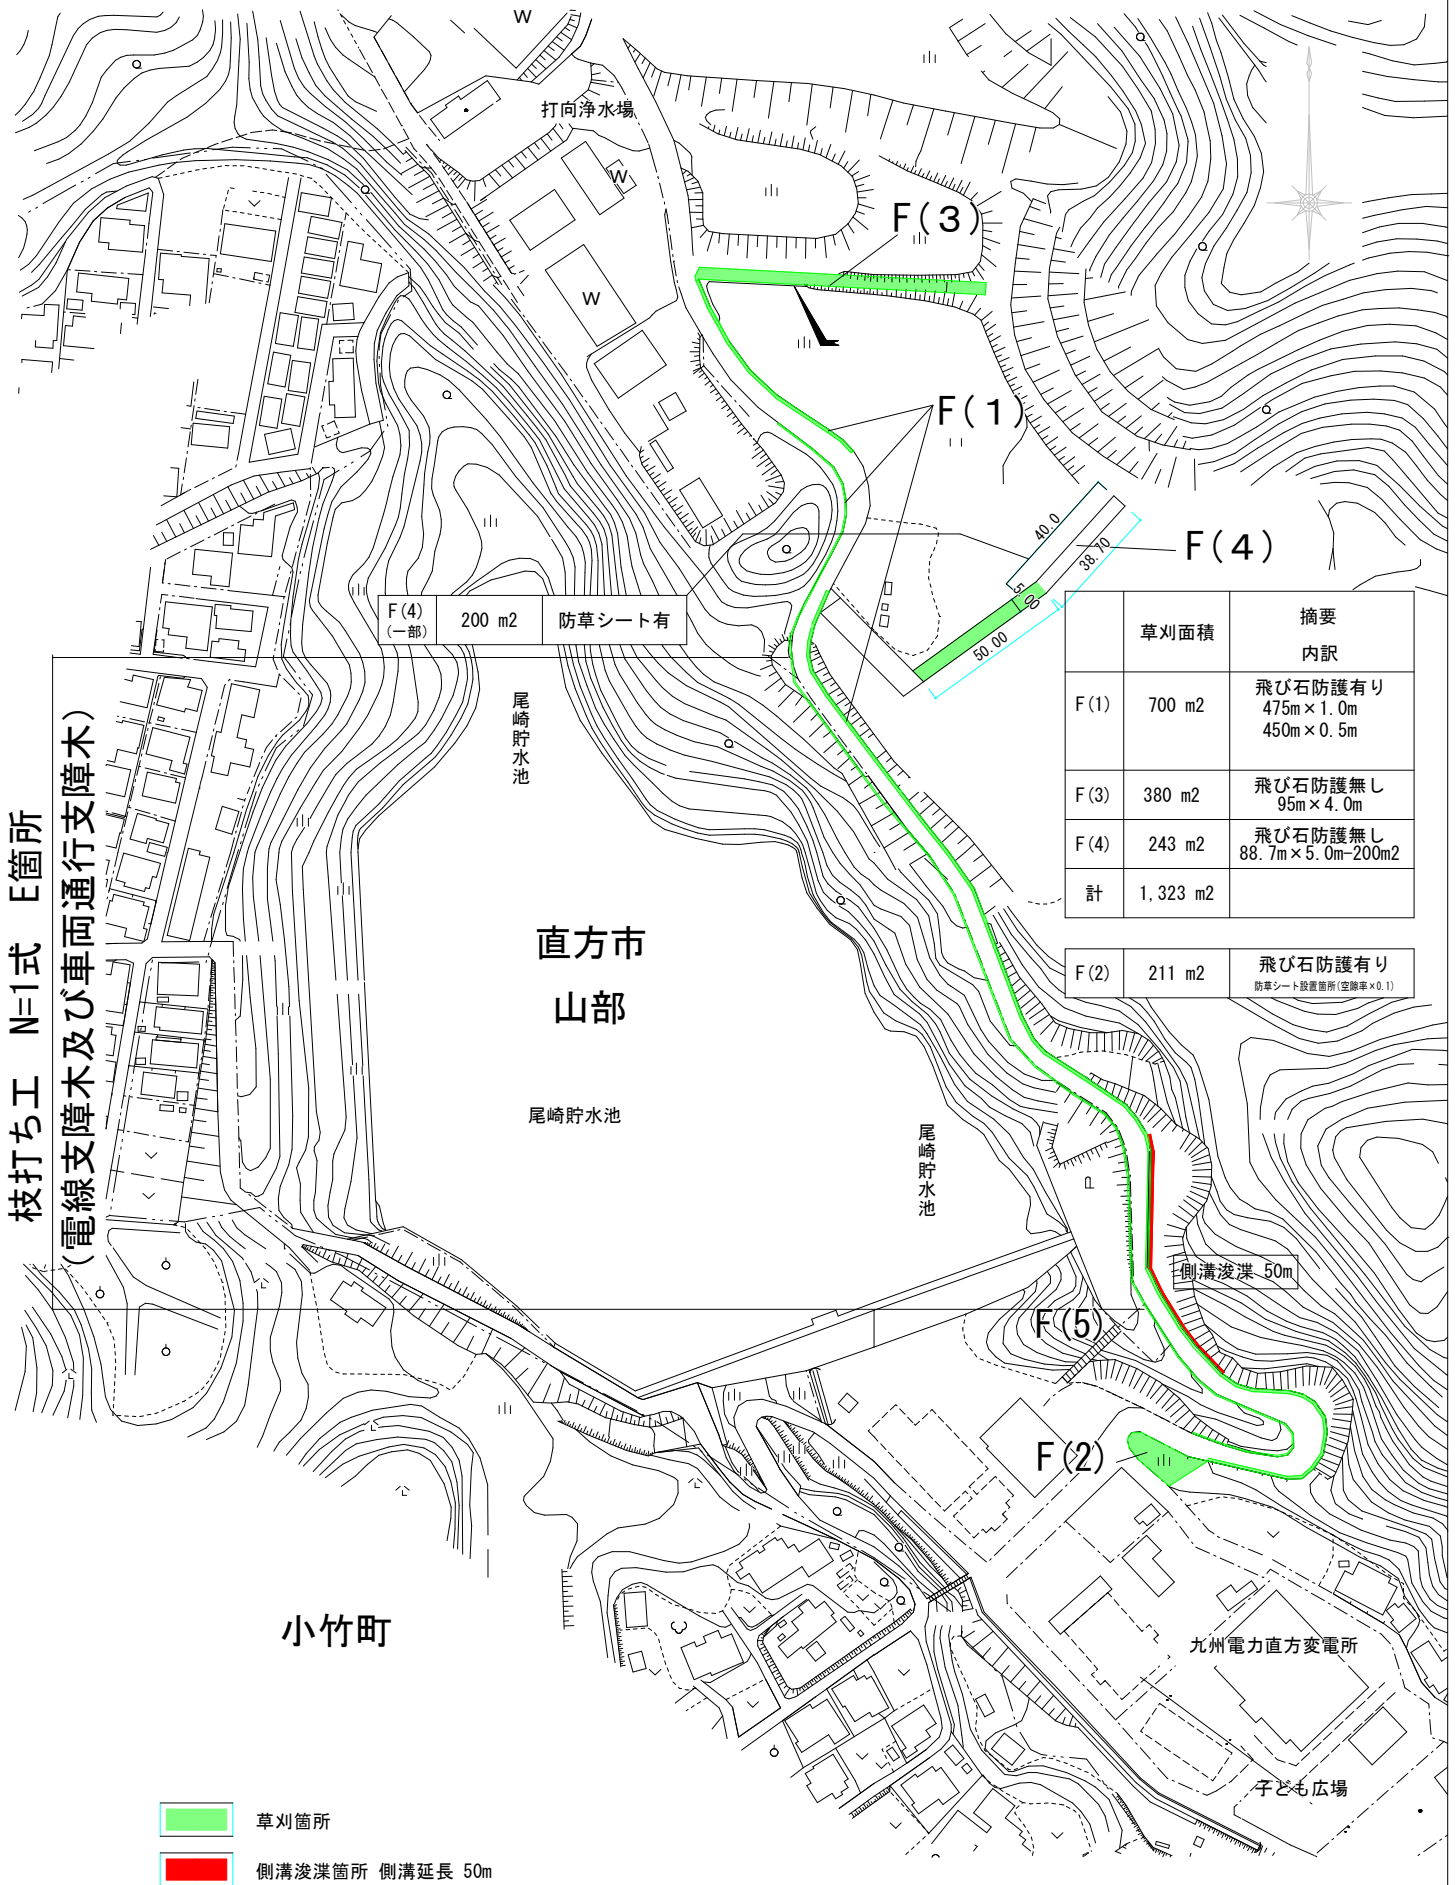 W
打向浄水場
W
F(3)
W
F(1)
40.0
38.70
F(4)
5.00
50.00
F(4)
(一部)
200 m2
防草シート有
草刈面積
摘要
内訳
F(1)
700 m2
飛び石防護有り
475m×1.0m
450m×0.5m
F(3)
380 m2
飛び石防護無し
95m×4.0m
F(4)
243 m2
飛び石防護無し
88.7m×5.0m-200m2
計
1,323 m2
F(2)
211 m2
飛び石防護有り
防草シート設置箇所(空隙率×0.1)
枝打ち工 N=1式 E箇所
(電線支障木及び車両通行支障木)
尾崎貯水池
直方市
山部
尾崎貯水池
尾崎貯水池
P
側溝浚渫 50m
F(5)
F(2)
小竹町
九州電力直方変電所
子ども広場
草刈箇所
側溝浚渫箇所 側溝延長 50m